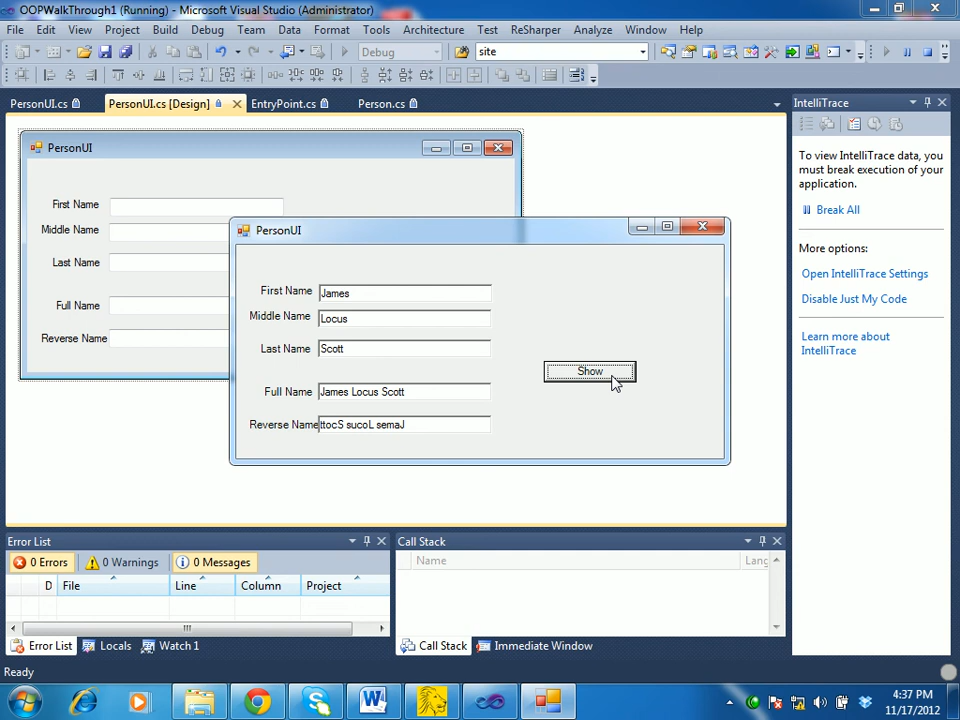 OOPWalkThrough1 (Running) - Microsoft Visual Studio (Administrator)
File Edit View Project Build Debug Team Data Format Architecture Tools Test ReSharper Analyze Window Help
Debug site
PersonUI.cs PersonUI.cs [Design] EntryPoint.cs Person.cs
PersonUI
First Name
Middle Name
Last Name
Full Name
Reverse Name
PersonUI
First Name James
Middle Name Locus
Last Name Scott
Show
Full Name James Locus Scott
Reverse Name ttocS sucoL semaJ
IntelliTrace
To view IntelliTrace data, you
must break execution of your
application.
Break All
More options:
Open IntelliTrace Settings
Disable Just My Code
Learn more about
IntelliTrace
Error List
0 Errors 0 Warnings 0 Messages
D File Line Column Project
Error List Locals Watch 1
Call Stack
Name Lang
Call Stack Immediate Window
Ready
4:37 PM
11/17/2012